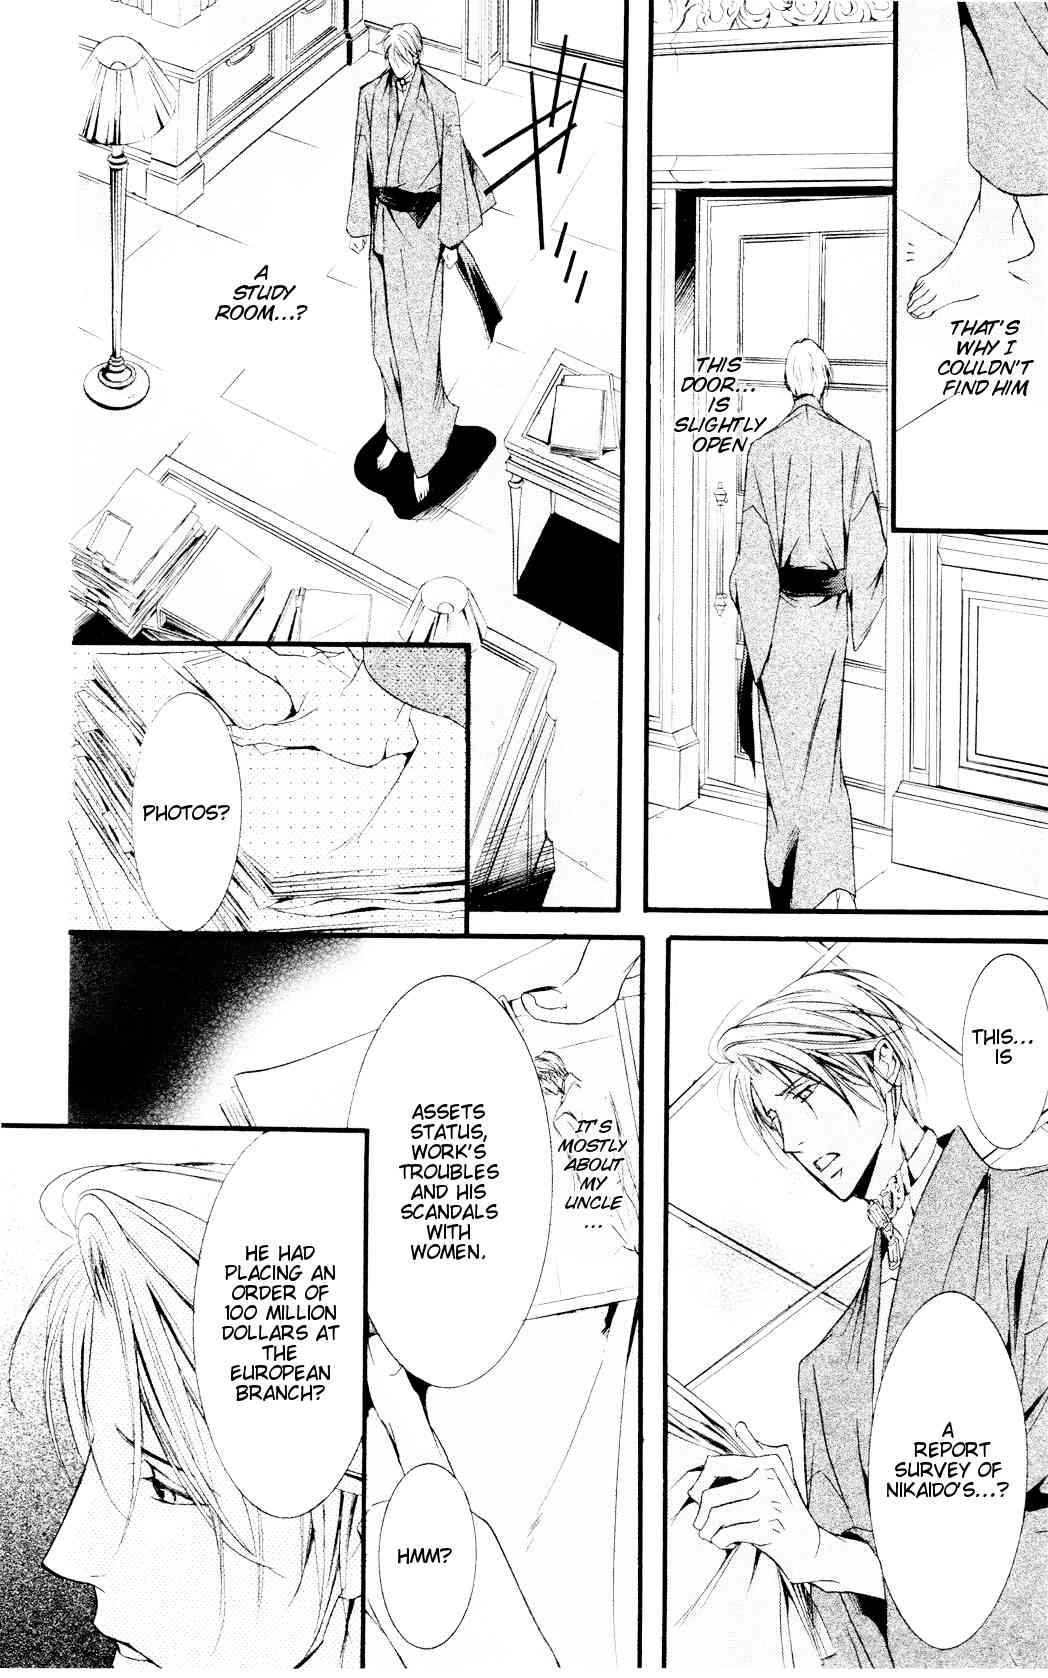 THAT'S
WHY I
COULDN'T
FIND HIM
THIS
DOOR...
IS
SLIGHTLY
OPEN
A
STUDY
ROOM...?
PHOTOS?
THIS...
IS
A
REPORT
SURVEY OF
NIKAIDO'S...?
IT'S
MOSTLY
ABOUT
MY
UNCLE
...
ASSETS
STATUS,
WORK'S
TROUBLES
AND HIS
SCANDALS
WITH
WOMEN.
HMM?
HE HAD
PLACING AN
ORDER OF
100 MILLION
DOLLARS AT
THE
EUROPEAN
BRANCH?